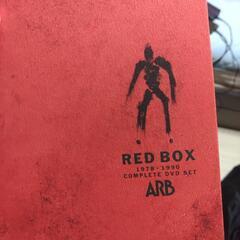 RED BOX
1978-1990
COMPLETE DVD SET
ARB